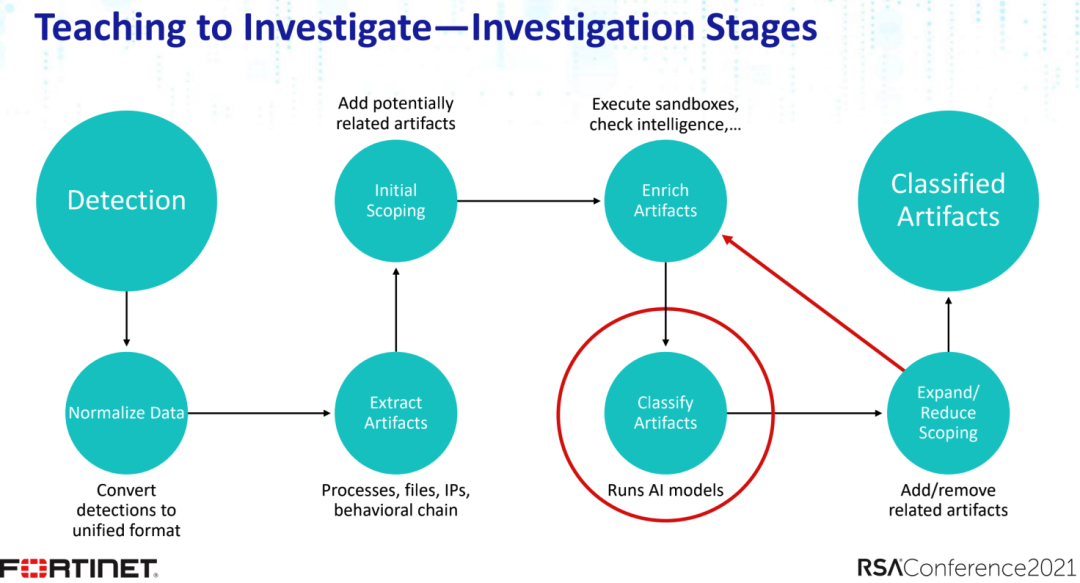 Teaching to Investigate—Investigation Stages
Detection
Normalize Data
Convert
detections to
unified format
Add potentially
related artifacts
Initial
Scoping
Extract
Artifacts
Processes, files, IPs,
behavioral chain
Execute sandboxes,
check intelligence,...
Enrich
Artifacts
Classify
Artifacts
Runs AI models
Classified
Artifacts
Expand/
Reduce
Scoping
Add/remove
related artifacts
FORTINET®
RSA®Conference2021